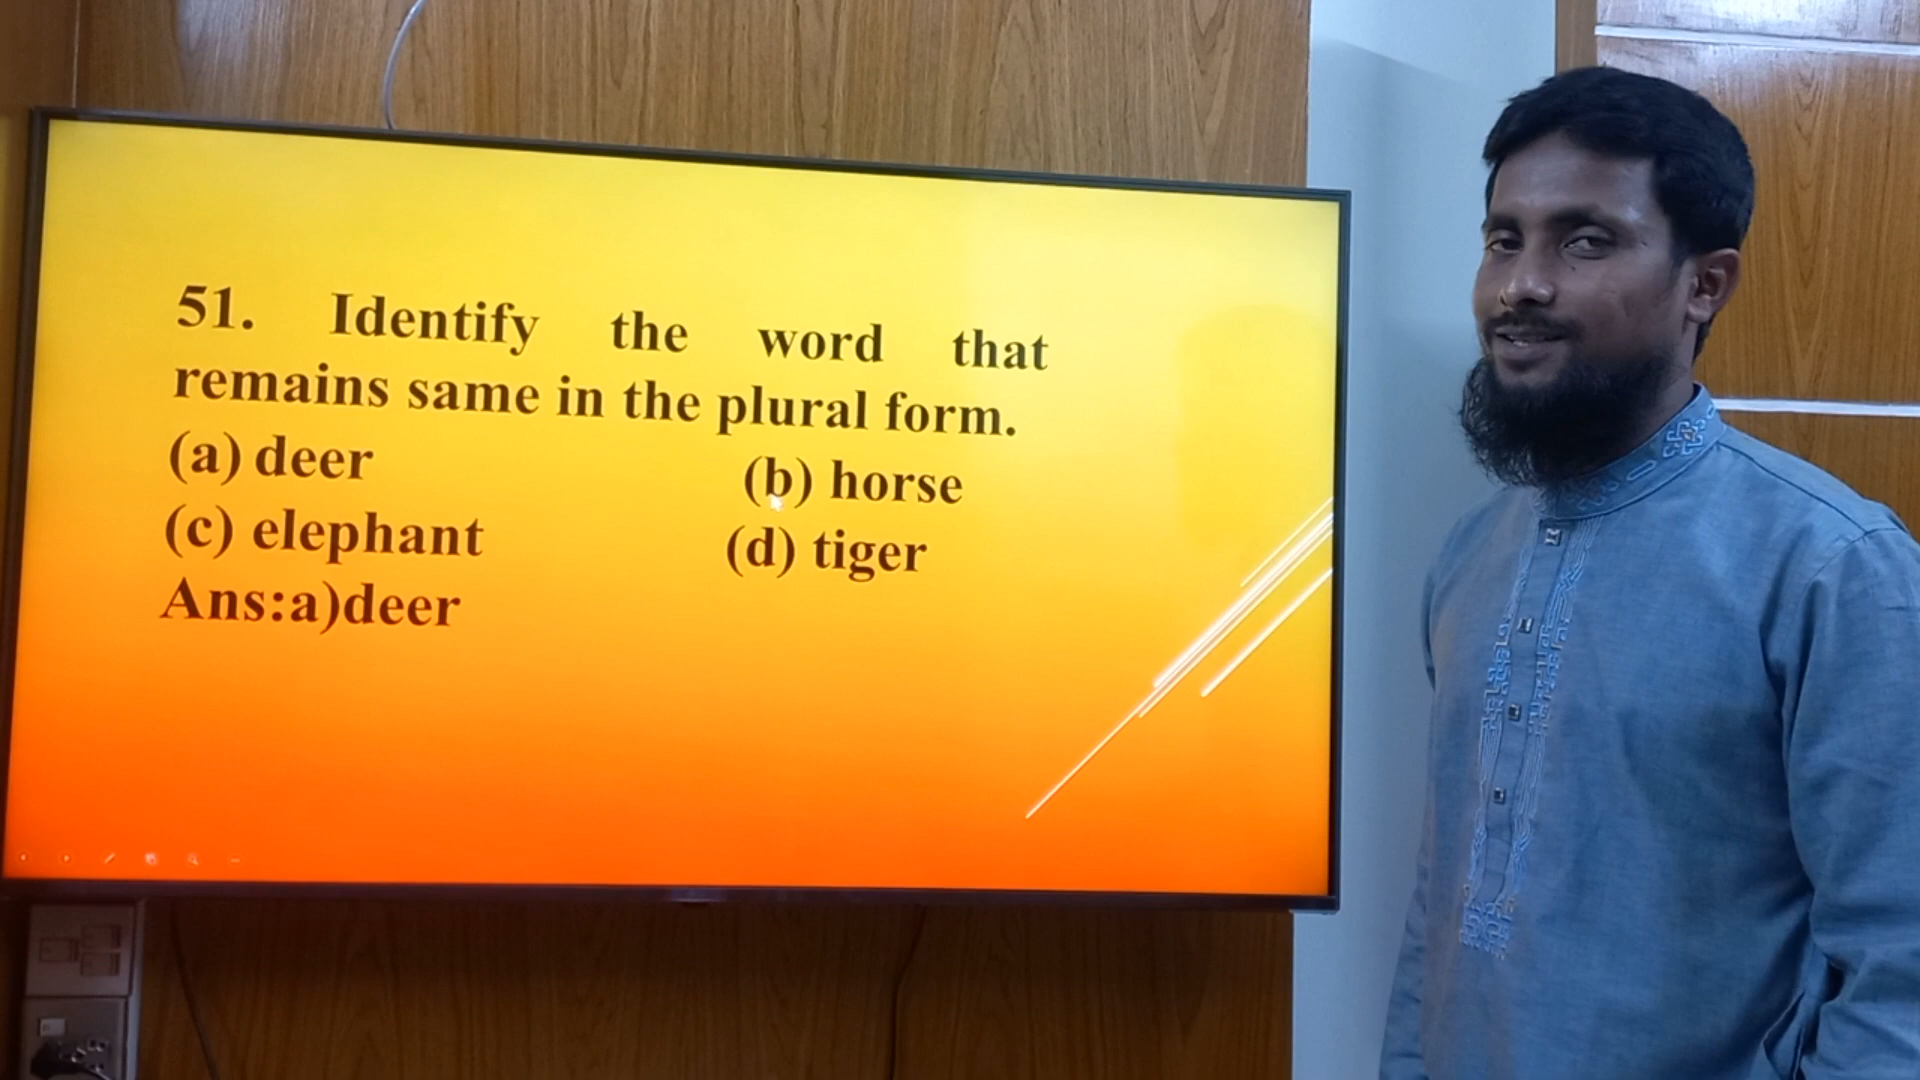 51. Identify the word that
remains same in the plural form.
(a) deer (b) horse
(c) elephant (d) tiger
Ans:a)deer